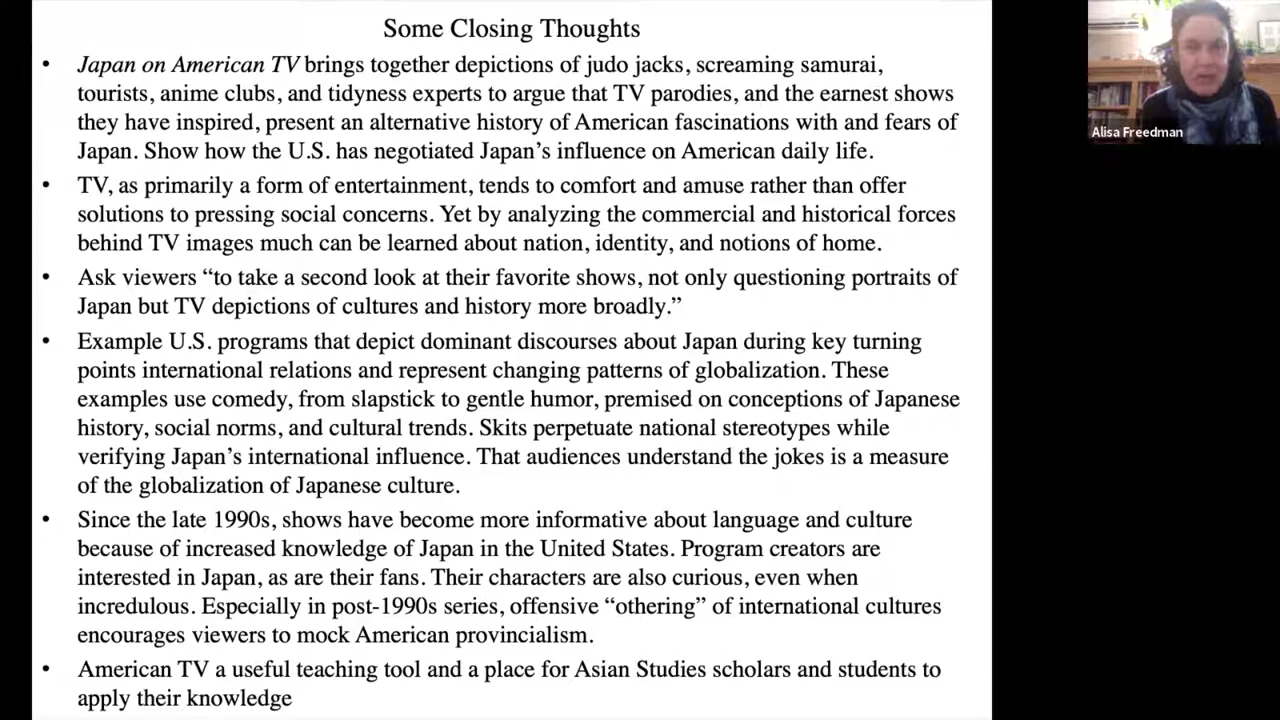 Some Closing Thoughts
• Japan on American TV brings together depictions of judo jacks, screaming samurai,
tourists, anime clubs, and tidyness experts to argue that TV parodies, and the earnest shows
they have inspired, present an alternative history of American fascinations with and fears of
Japan. Show how the U.S. has negotiated Japan’s influence on American daily life.
• TV, as primarily a form of entertainment, tends to comfort and amuse rather than offer
solutions to pressing social concerns. Yet by analyzing the commercial and historical forces
behind TV images much can be learned about nation, identity, and notions of home.
• Ask viewers “to take a second look at their favorite shows, not only questioning portraits of
Japan but TV depictions of cultures and history more broadly.”
• Example U.S. programs that depict dominant discourses about Japan during key turning
points international relations and represent changing patterns of globalization. These
examples use comedy, from slapstick to gentle humor, premised on conceptions of Japanese
history, social norms, and cultural trends. Skits perpetuate national stereotypes while
verifying Japan’s international influence. That audiences understand the jokes is a measure
of the globalization of Japanese culture.
• Since the late 1990s, shows have become more informative about language and culture
because of increased knowledge of Japan in the United States. Program creators are
interested in Japan, as are their fans. Their characters are also curious, even when
incredulous. Especially in post-1990s series, offensive “othering” of international cultures
encourages viewers to mock American provincialism.
• American TV a useful teaching tool and a place for Asian Studies scholars and students to
apply their knowledge
Alisa Freedman